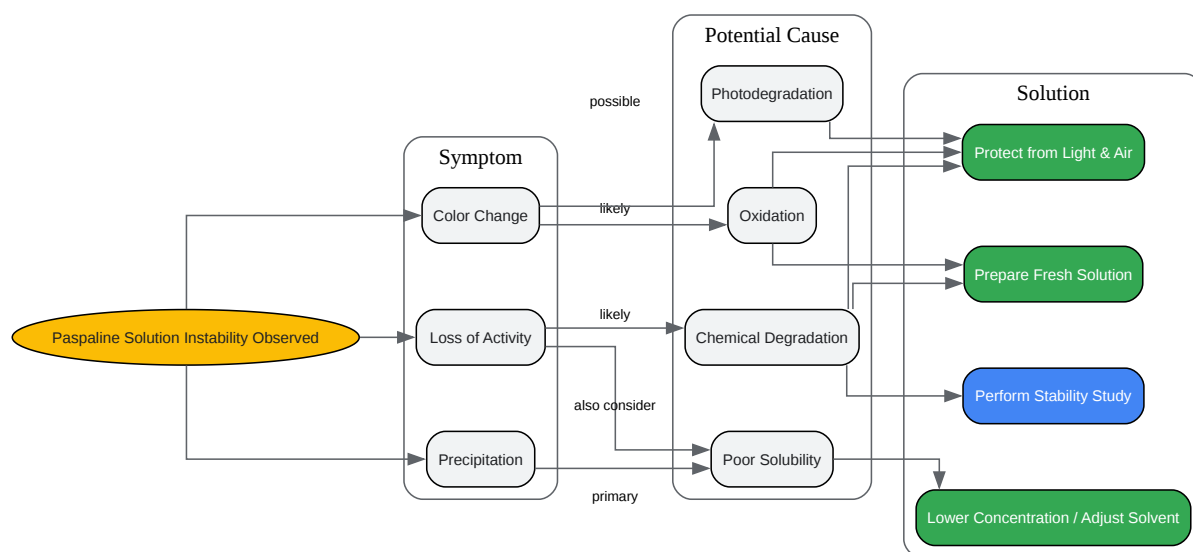 Paspaline Solution Instability Observed
Symptom
Color Change
Loss of Activity
Precipitation
possible
likely
likely
also consider
primary
Potential Cause
Photodegradation
Oxidation
Chemical Degradation
Poor Solubility
Solution
Protect from Light & Air
Prepare Fresh Solution
Perform Stability Study
Lower Concentration / Adjust Solvent